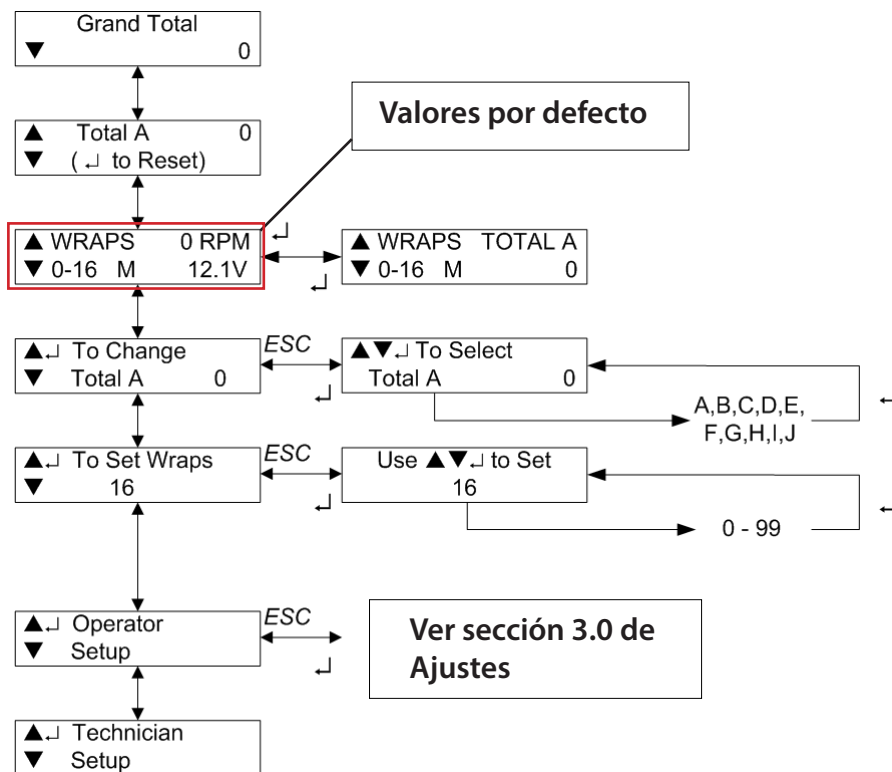 Grand Total
▼ 0
Valores por defecto
▲ Total A 0
▼ ( ↵ to Reset)
▲ WRAPS 0 RPM
▼ 0-16 M 12.1V
↵
↵
▲ WRAPS TOTAL A
▼ 0-16 M 0
▲↵ To Change
▼ Total A 0
ESC
↵
▲▼↵ To Select
Total A 0
A,B,C,D,E,
F,G,H,I,J
↵
▲↵ To Set Wraps
▼ 16
ESC
↵
Use ▲▼↵ to Set
16
0 - 99
↵
▲↵ Operator
▼ Setup
ESC
↵
Ver sección 3.0 de
Ajustes
▲↵ Technician
▼ Setup